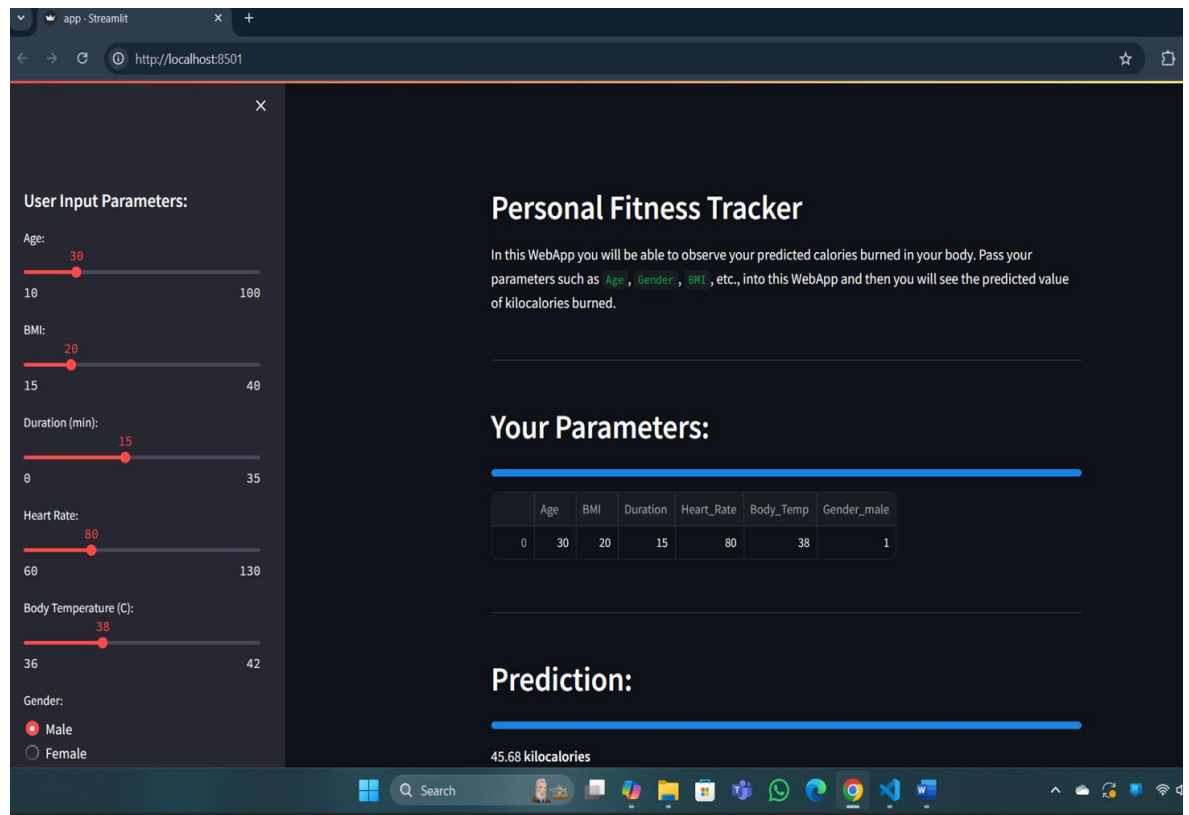 app · Streamlit
http://localhost:8501
User Input Parameters:
Age:
30
10 100
BMI:
20
15 40
Duration (min):
15
0 35
Heart Rate:
80
60 130
Body Temperature (C):
38
36 42
Gender:
Male
Female
Personal Fitness Tracker
In this WebApp you will be able to observe your predicted calories burned in your body. Pass your
parameters such as Age , Gender , BMI , etc., into this WebApp and then you will see the predicted value
of kilocalories burned.
Your Parameters:
Age BMI Duration Heart_Rate Body_Temp Gender_male
0 30 20 15 80 38 1
Prediction:
45.68 kilocalories
Search